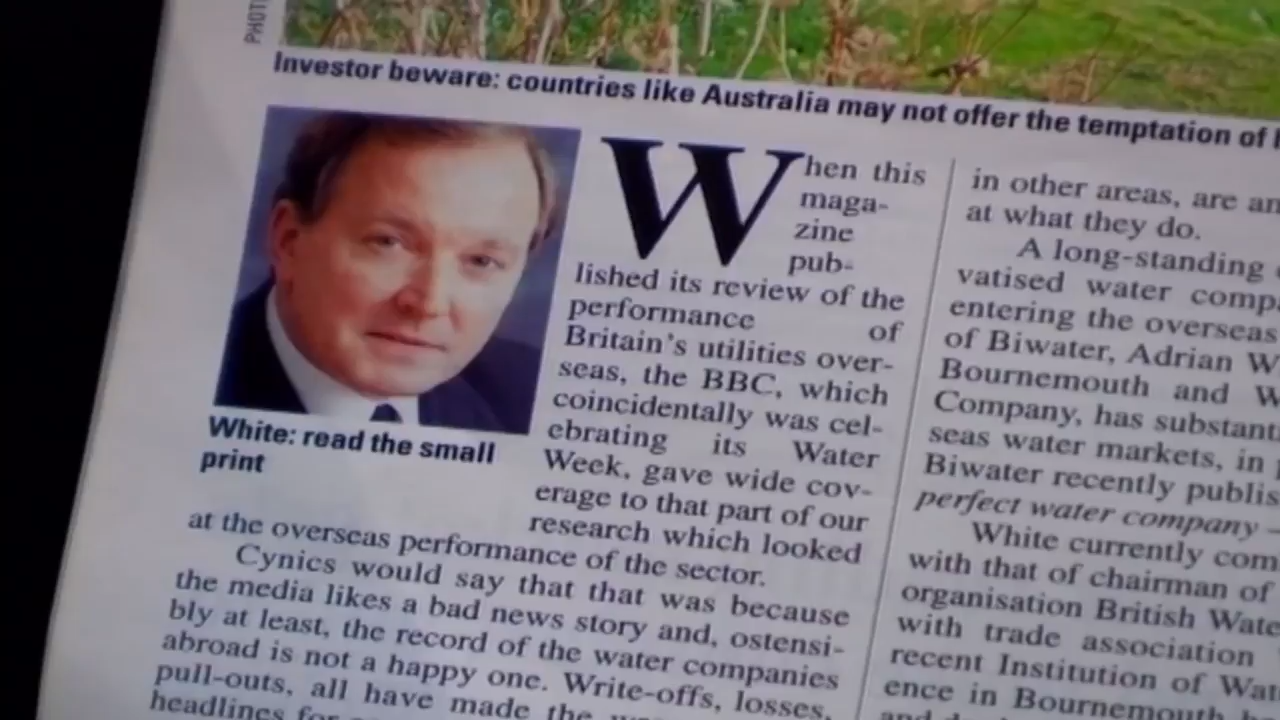 PHOT
Investor beware: countries like Australia may not offer the temptation of
White: read the small
print
When this
maga-
zine
pub-
lished its review of the
performance of
Britain's utilities over-
seas, the BBC, which
coincidentally was cel-
ebrating its Water
Week, gave wide cov-
erage to that part of our
research which looked
at the overseas performance of the sector.
Cynics would say that that was because
the media likes a bad news story and, ostensi-
bly at least, the record of the water companies
abroad is not a happy one. Write-offs, losses,
pull-outs, all have made the
headlines for
in other areas, are an
at what they do.
A long-standing
vatised water comp
entering the overseas
of Biwater, Adrian W
Bournemouth and W
Company, has substant
seas water markets, in
Biwater recently publis
perfect water company –
White currently com
with that of chairman of
organisation British Wate
with trade association
recent Institution of Wat
ence in Bournemouth he